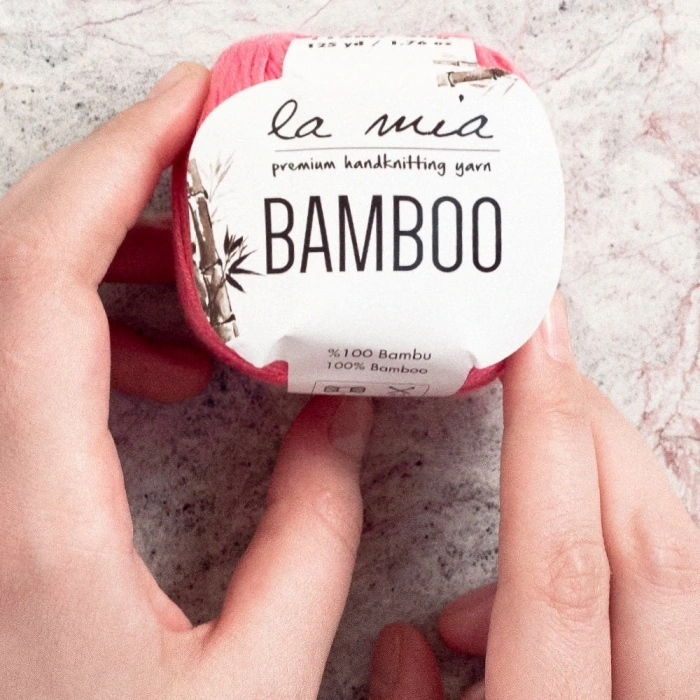 125 yd / 1.76 oz
la mia
premium handknitting yarn
BAMBOO
%100 Bambu
100% Bamboo